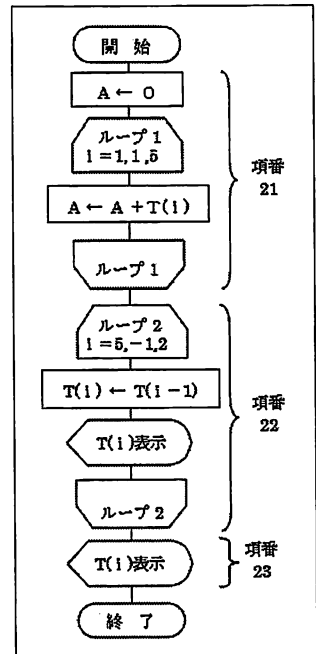 開 始
A ← 0
ループ 1
i = 1, 1, 5
A ← A + T(i)
ループ 1
項番
21
ループ 2
i = 5, -1, 2
T(i) ← T(i-1)
T(i)表示
ループ 2
項番
22
T(i)表示
項番
23
終 了